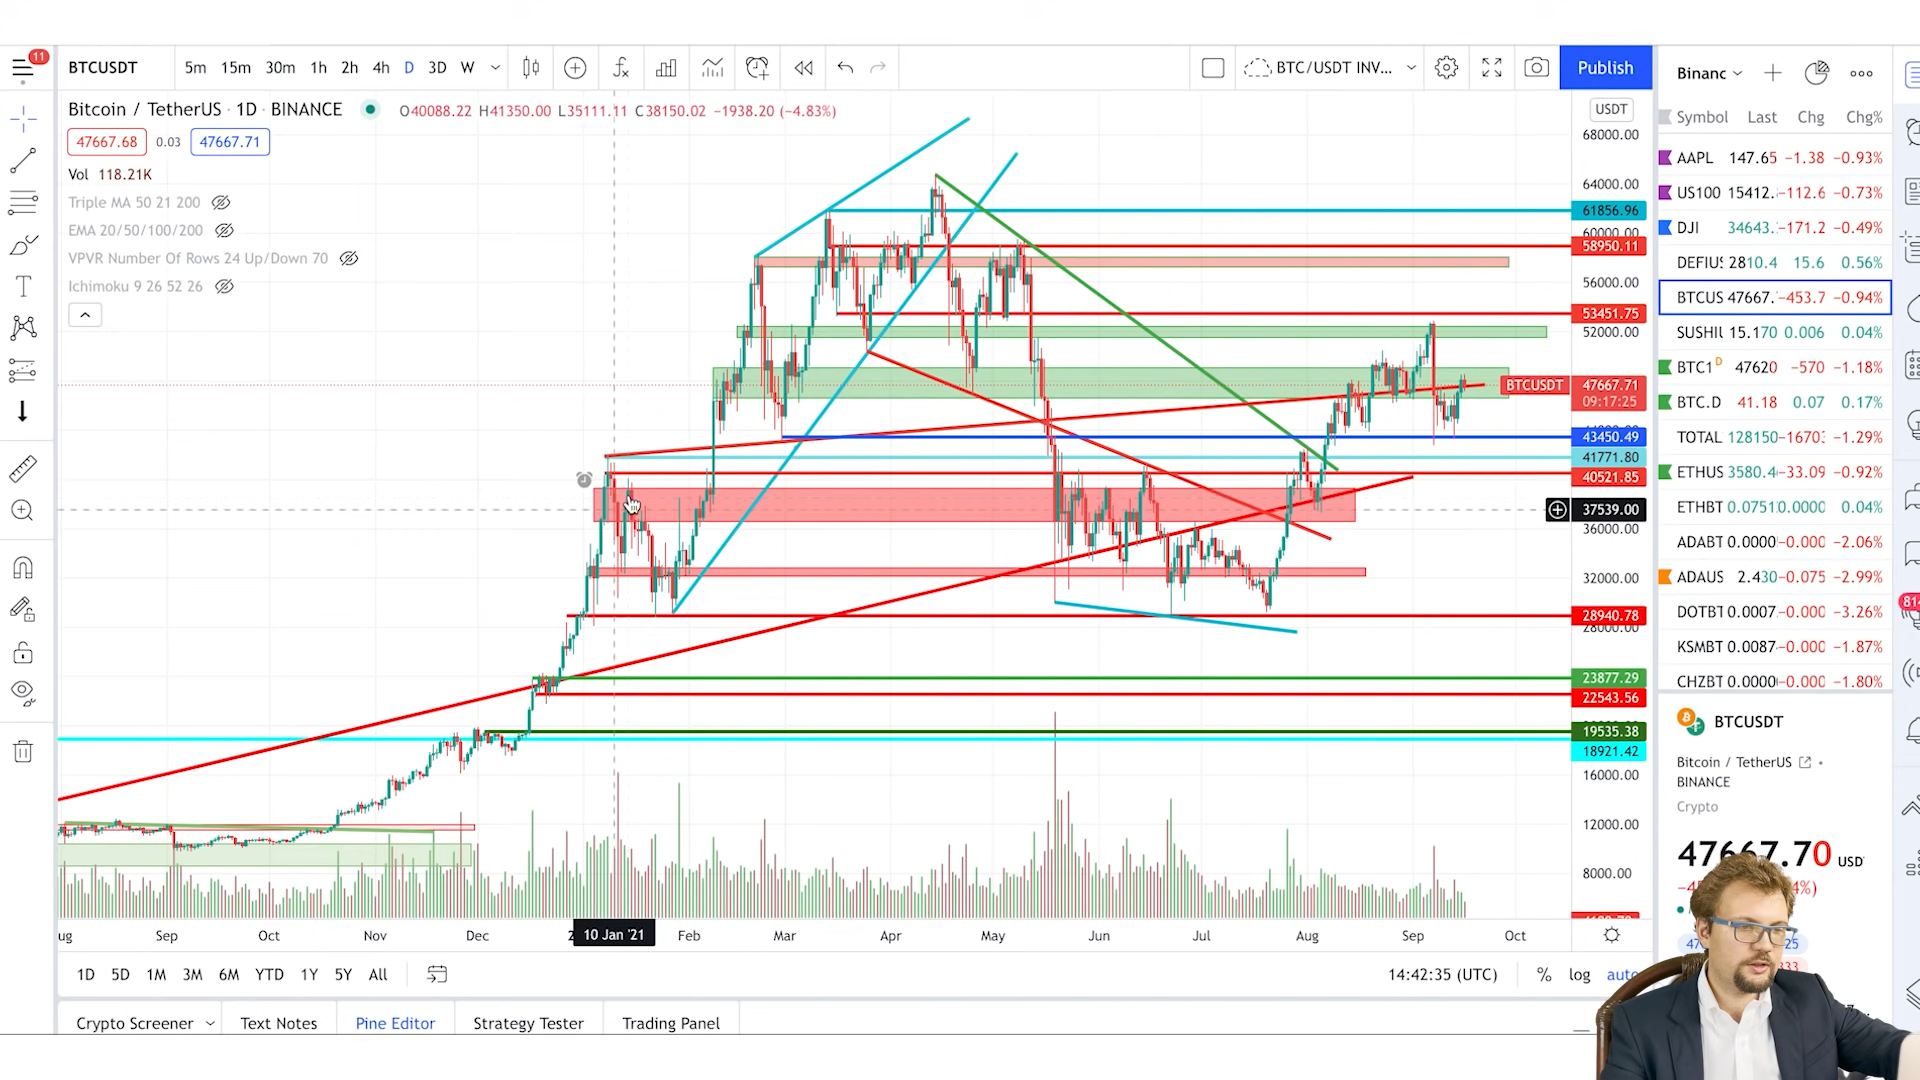 11
BTCUSDT 5m 15m 30m 1h 2h 4h D 3D W BTC/USDT INV... Publish
Bitcoin / TetherUS · 1D · BINANCE O40088.22 H41350.00 L35111.11 C38150.02 −1938.20 (−4.83%)
47667.68 0.03 47667.71
Vol 118.21K
Triple MA 50 21 200
EMA 20/50/100/200
VPVR Number Of Rows 24 Up/Down 70
Ichimoku 9 26 52 26
USDT
68000.00
64000.00
61856.96
60000.00
58950.11
56000.00
53451.75
52000.00
BTCUSDT 47667.71
09:17:25
43450.49
41771.80
40521.85
37539.00
36000.00
32000.00
28940.78
28000.00
23877.29
22543.56
19535.38
18921.42
16000.00
12000.00
8000.00
ug Sep Oct Nov Dec 10 Jan '21 Feb Mar Apr May Jun Jul Aug Sep Oct
1D 5D 1M 3M 6M YTD 1Y 5Y All 14:42:35 (UTC) % log auto
Crypto Screener Text Notes Pine Editor Strategy Tester Trading Panel
Binanc
Symbol Last Chg Chg%
AAPL 147.65 −1.38 −0.93%
US100 15412. −112.6 −0.73%
DJI 34643. −171.2 −0.49%
DEFIUS 2810.4 15.6 0.56%
BTCUS 47667. −453.7 −0.94%
SUSHIU 15.170 0.006 0.04%
BTC1 D 47620 −570 −1.18%
BTC.D 41.18 0.07 0.17%
TOTAL 128150 −1670 −1.29%
ETHUS 3580.4 −33.09 −0.92%
ETHBT 0.0751 0.0000 0.04%
ADABT 0.0000 −0.000 −2.06%
ADAUS 2.430 −0.075 −2.99%
DOTBT 0.0007 −0.000 −3.26%
KSMBT 0.0087 −0.000 −1.87%
CHZBT 0.0000 −0.000 −1.80%
BTCUSDT
Bitcoin / TetherUS
BINANCE
Crypto
47667.70 USD